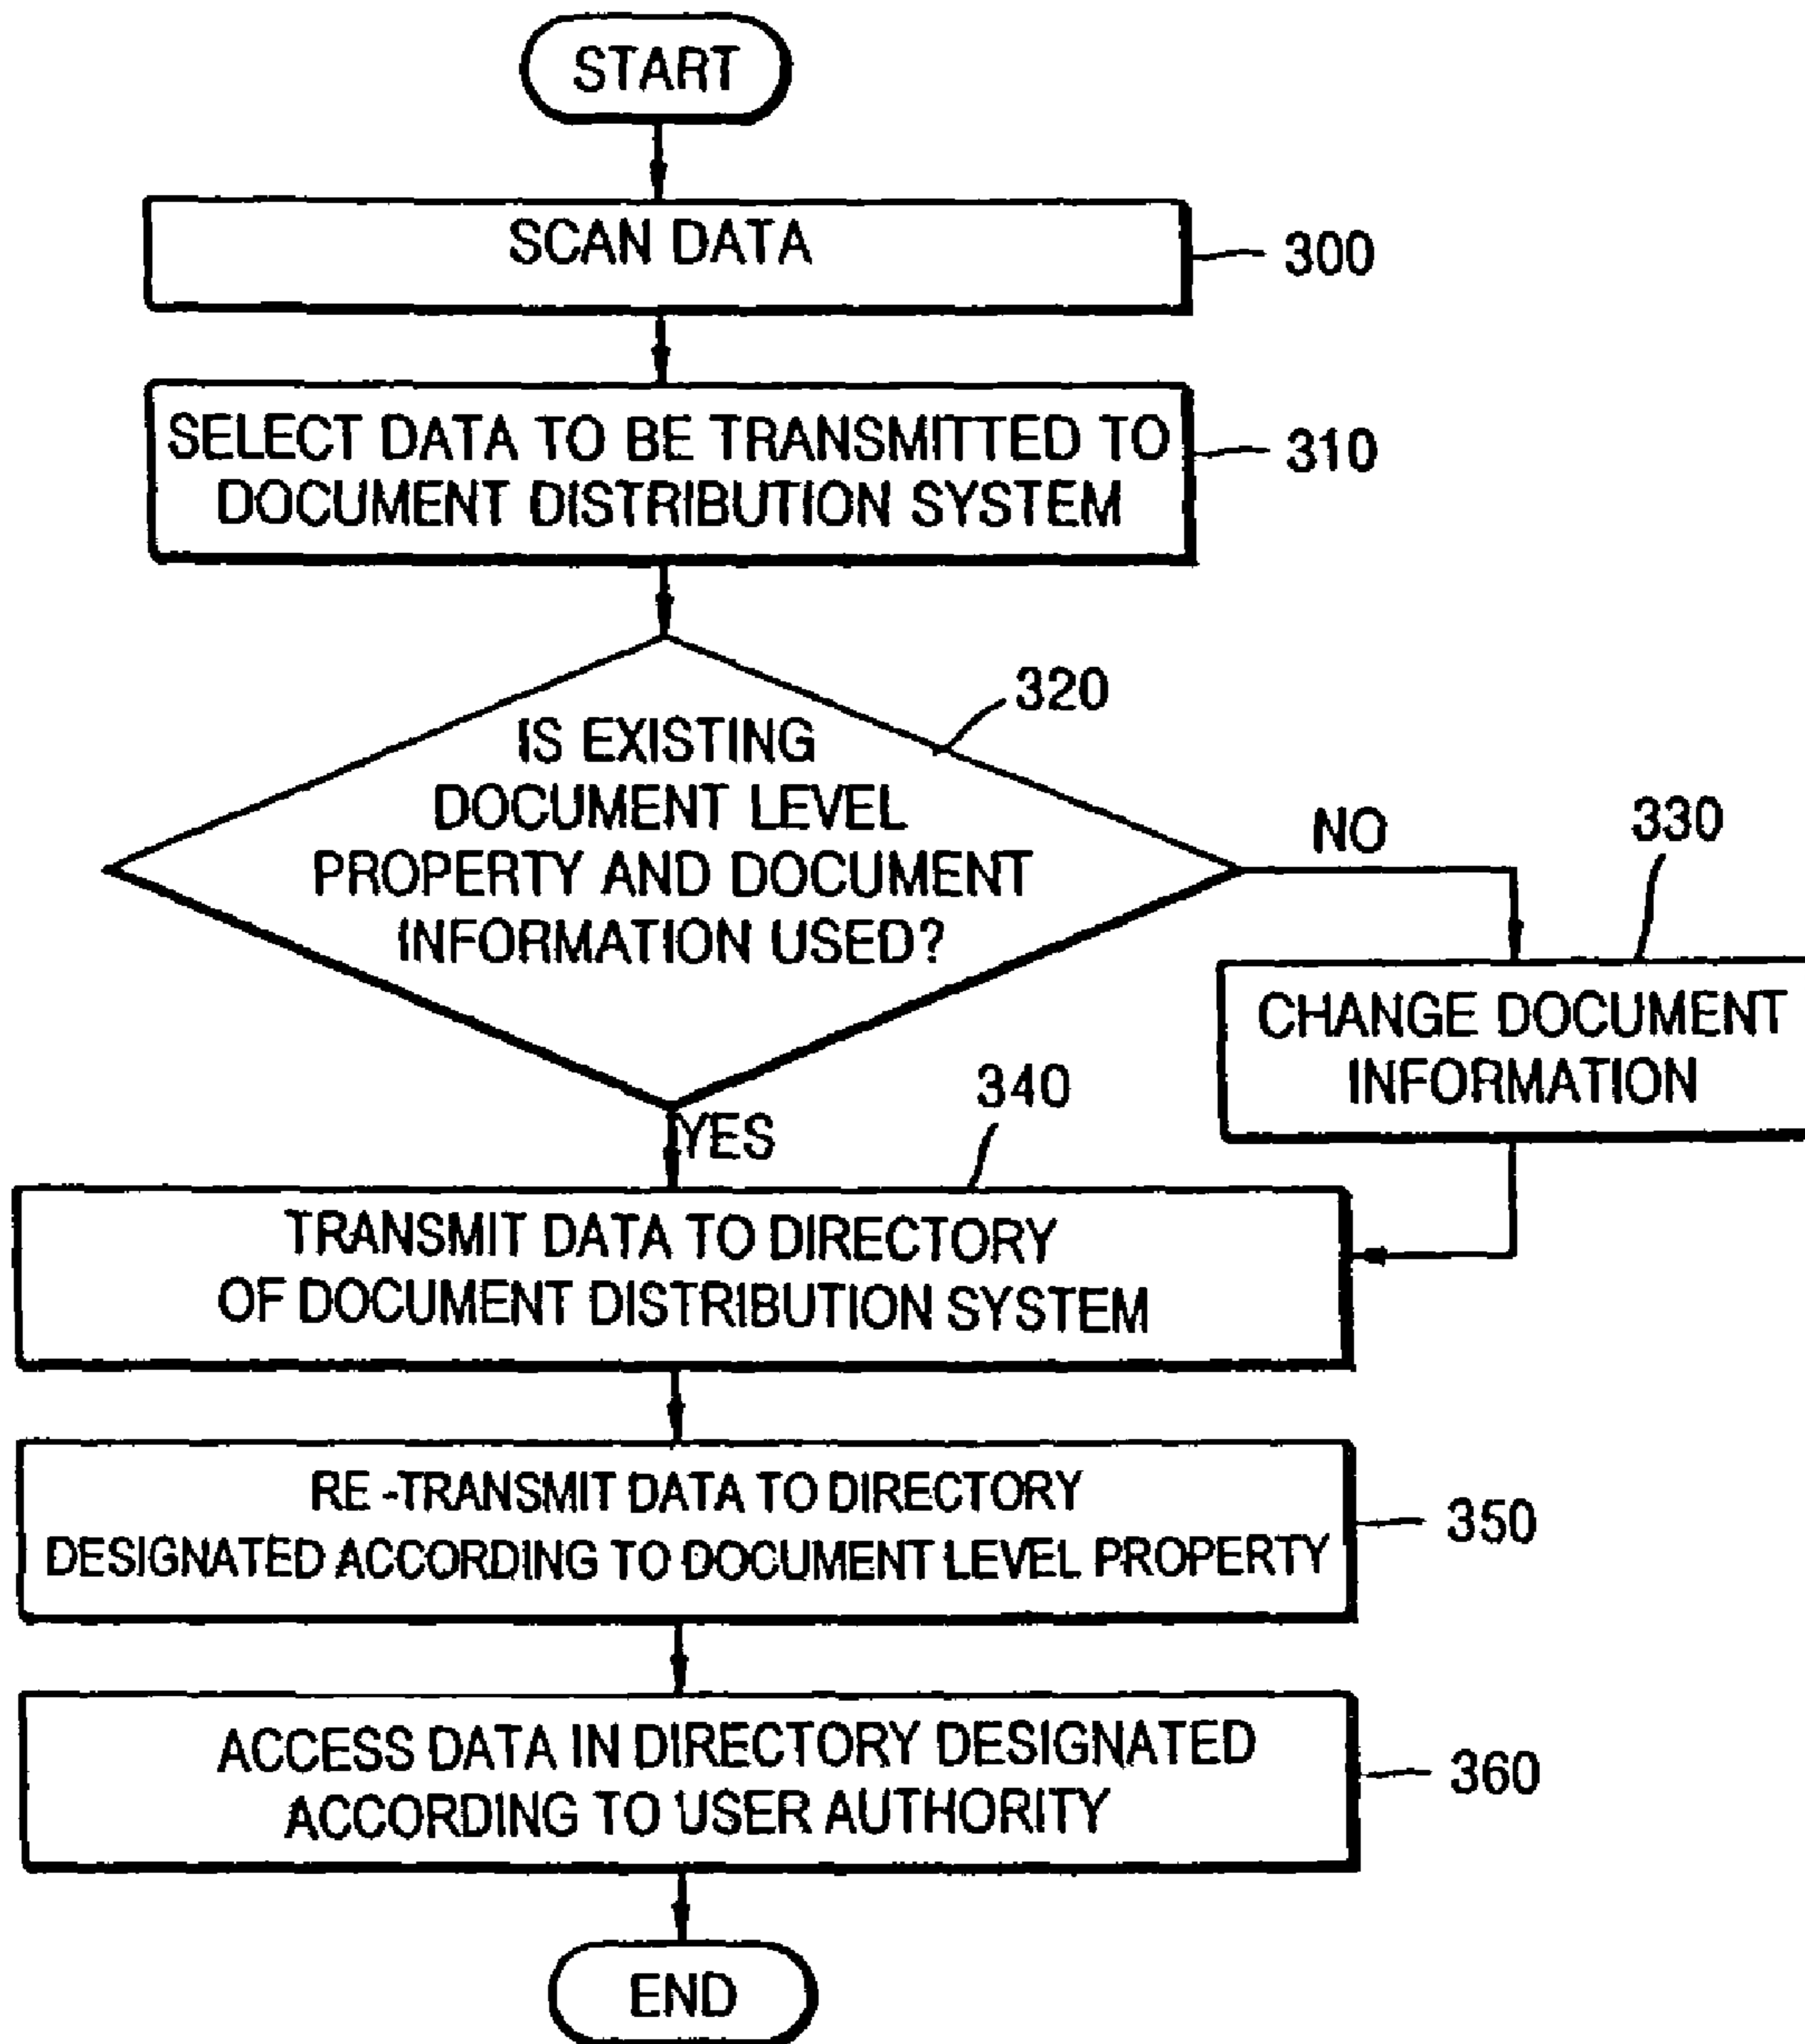 START
SCAN DATA
300
SELECT DATA TO BE TRANSMITTED TO
DOCUMENT DISTRIBUTION SYSTEM
310
320
IS EXISTING
DOCUMENT LEVEL
PROPERTY AND DOCUMENT
INFORMATION USED?
NO
330
CHANGE DOCUMENT
INFORMATION
YES
340
TRANSMIT DATA TO DIRECTORY
OF DOCUMENT DISTRIBUTION SYSTEM
RE -TRANSMIT DATA TO DIRECTORY
DESIGNATED ACCORDING TO DOCUMENT LEVEL PROPERTY
350
ACCESS DATA IN DIRECTORY DESIGNATED
ACCORDING TO USER AUTHORITY
360
END